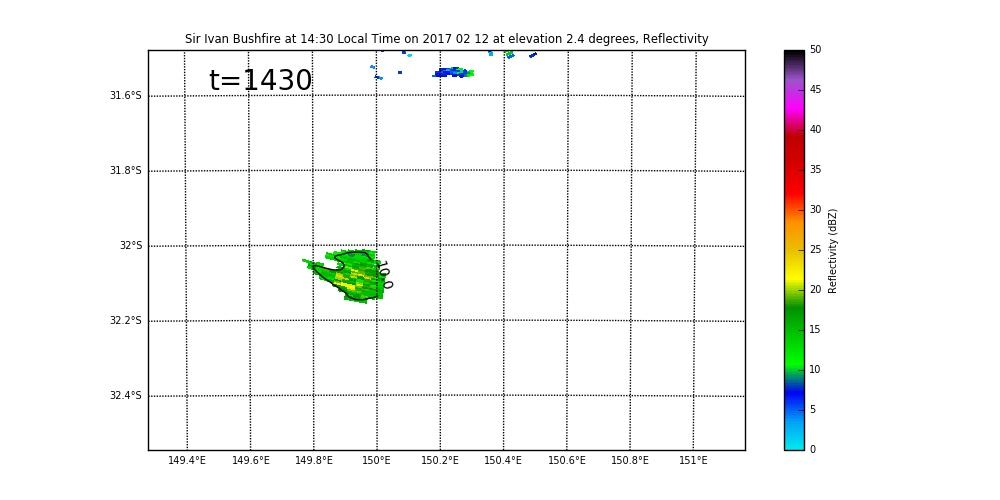 Sir Ivan Bushfire at 14:30 Local Time on 2017 02 12 at elevation 2.4 degrees, Reflectivity
t=1430
31.6°S
31.8°S
32°S
32.2°S
32.4°S
10.0
149.4°E 149.6°E 149.8°E 150°E 150.2°E 150.4°E 150.6°E 150.8°E 151°E
50
45
40
35
30
25
20
15
10
5
0
Reflectivity (dBZ)